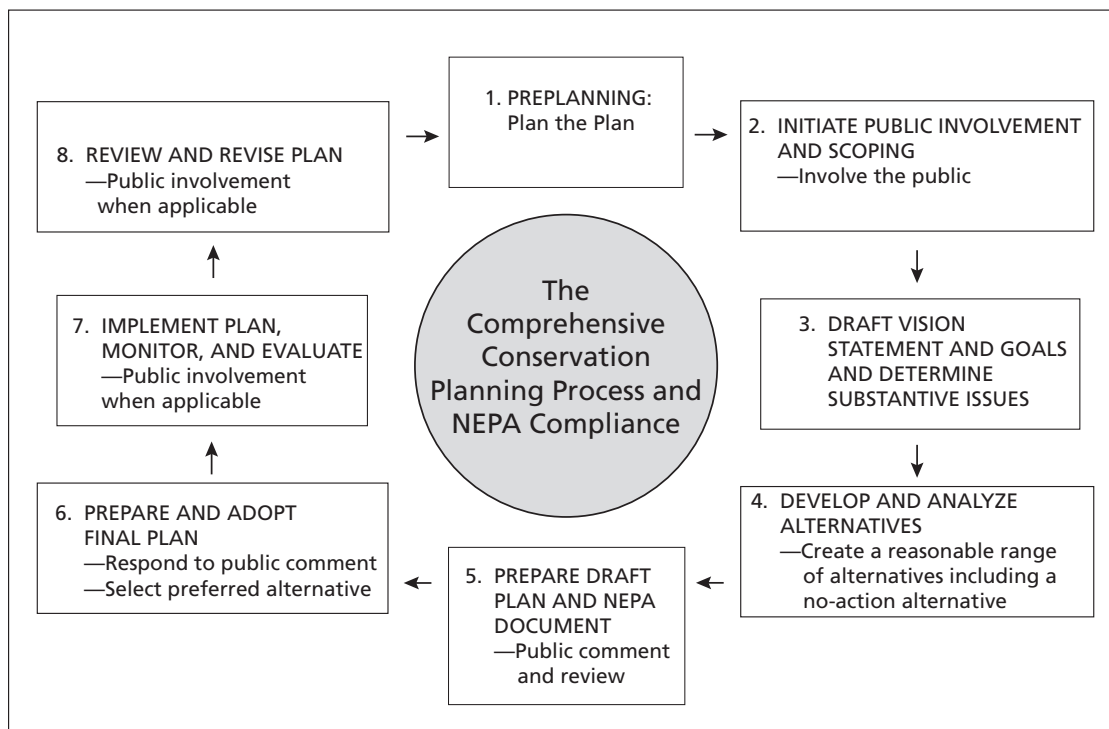 1. PREPLANNING:
Plan the Plan
2. INITIATE PUBLIC INVOLVEMENT
AND SCOPING
—Involve the public
3. DRAFT VISION
STATEMENT AND GOALS
AND DETERMINE
SUBSTANTIVE ISSUES
4. DEVELOP AND ANALYZE
ALTERNATIVES
—Create a reasonable range
of alternatives including a
no-action alternative
5. PREPARE DRAFT
PLAN AND NEPA
DOCUMENT
—Public comment
and review
6. PREPARE AND ADOPT
FINAL PLAN
—Respond to public comment
—Select preferred alternative
7. IMPLEMENT PLAN,
MONITOR, AND EVALUATE
—Public involvement
when applicable
8. REVIEW AND REVISE PLAN
—Public involvement
when applicable
The
Comprehensive
Conservation
Planning Process and
NEPA Compliance